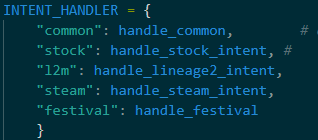 INTENT_HANDLER = {
"common": handle_common, #
"stock": handle_stock_intent, #
"l2m": handle_lineage2_intent,
"steam": handle_steam_intent,
"festival": handle_festival
}